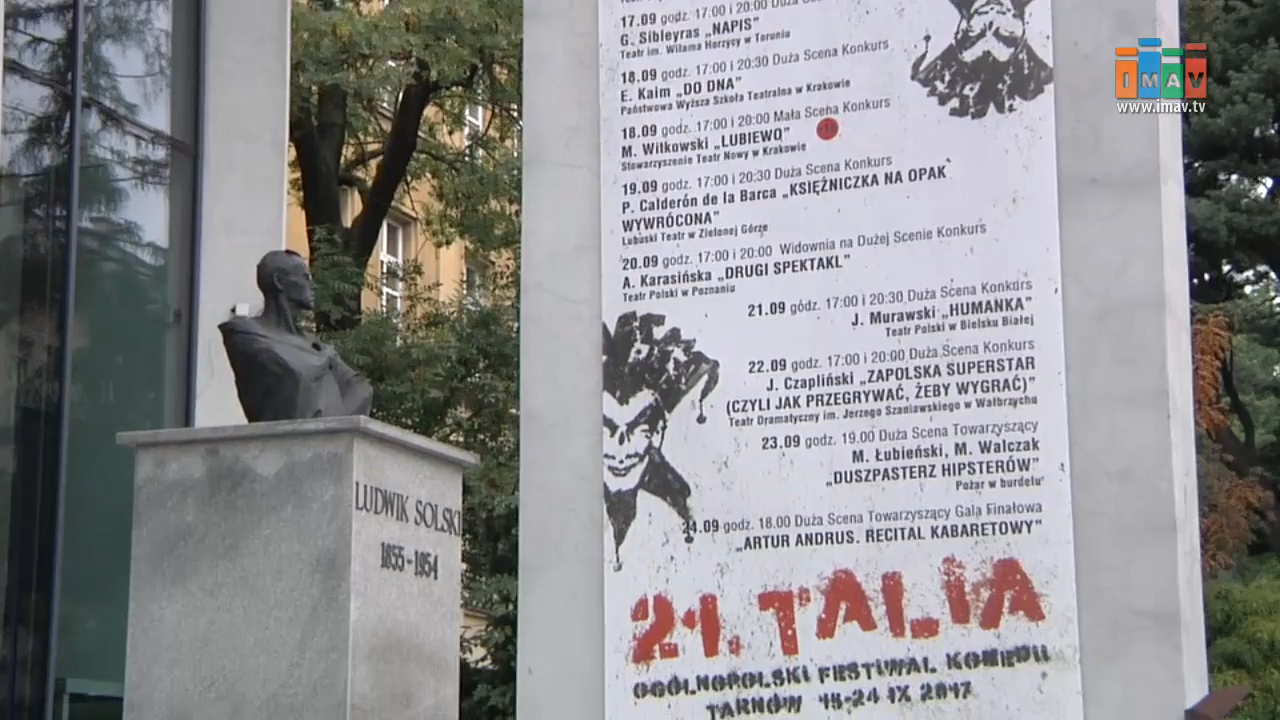 17.09 godz. 17:00 i 20:00 Duża
G. Sibleyras „NAPIS”
Teatr im. Wilama Horzycy w Toruniu
18.09 godz. 17:00 i 20:30 Duża Scena Konkurs
E. Kaim „DO DNA”
Państwowa Wyższa Szkoła Teatralna w Krakowie
18.09 godz. 17:00 i 20:00 Mała Scena Konkurs
M. Wilkowski „LUBIEWO”
Stowarzyszenie Teatr Nowy w Krakowie
19.09 godz. 17:00 i 20:30 Duża Scena Konkurs
P. Calderón de la Barca „KSIĘŻNICZKA NA OPAK
WYWRÓCONA”
Lubuski Teatr w Zielonej Górze
20.09 godz. 17:00 i 20:00 Widownia na Dużej Scenie Konkurs
A. Karasińska „DRUGI SPEKTAKL”
Teatr Polski w Poznaniu
21.09 godz. 17:00 i 20:30 Duża Scena Konkurs
J. Murawski „HUMANKA”
Teatr Polski w Bielsku Białej
22.09 godz. 17:00 i 20:00 Duża Scena Konkurs
J. Czapliński „ZAPOLSKA SUPERSTAR
(CZYLI JAK PRZEGRYWAĆ, ŻEBY WYGRAĆ)”
Teatr Dramatyczny im. Jerzego Szaniawskiego w Wałbrzychu
23.09 godz. 19.00 Duża Scena Towarzyszący
M. Łubieński, M. Walczak
„DUSZPASTERZ HIPSTERÓW”
Pożar w burdelu
24.09 godz. 18.00 Duża Scena Towarzyszący Gala Finałowa
„ARTUR ANDRUS. RECITAL KABARETOWY”
21. TALIA
OGÓLNOPOLSKI FESTIWAL KOMEDII
TARNÓW 15-24 IX 2017
LUDWIK SOLSKI
1855-1954
IMAV
www.imav.tv